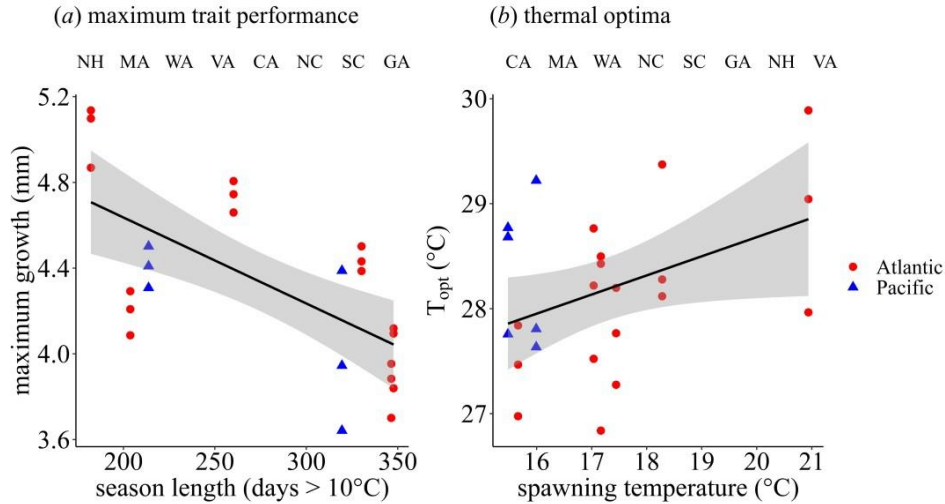 (a) maximum trait performance
NH MA WA VA CA NC SC GA
5.2
4.8
4.4
4.0
3.6
maximum growth (mm)
200 250 300 350
season length (days > 10°C)
(b) thermal optima
CA MA WA NC SC GA NH VA
30
29
28
27
Topt (°C)
16 17 18 19 20 21
spawning temperature (°C)
Atlantic
Pacific